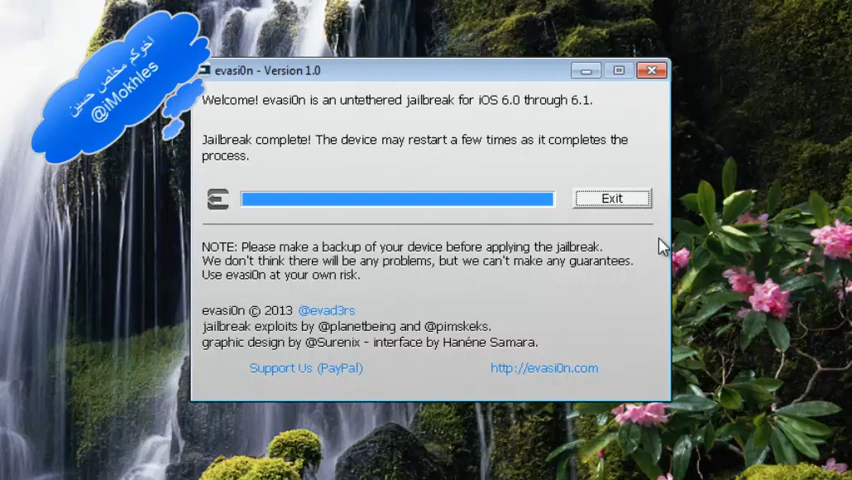 اخوكم مخلص حسين
@iMokhles
evasi0n - Version 1.0
Welcome! evasi0n is an untethered jailbreak for iOS 6.0 through 6.1.
Jailbreak complete! The device may restart a few times as it completes the
process.
Exit
NOTE: Please make a backup of your device before applying the jailbreak.
We don't think there will be any problems, but we can't make any guarantees.
Use evasi0n at your own risk.
evasi0n © 2013 @evad3rs
jailbreak exploits by @planetbeing and @pimskeks.
graphic design by @Surenix - interface by Hanéne Samara.
Support Us (PayPal) http://evasi0n.com